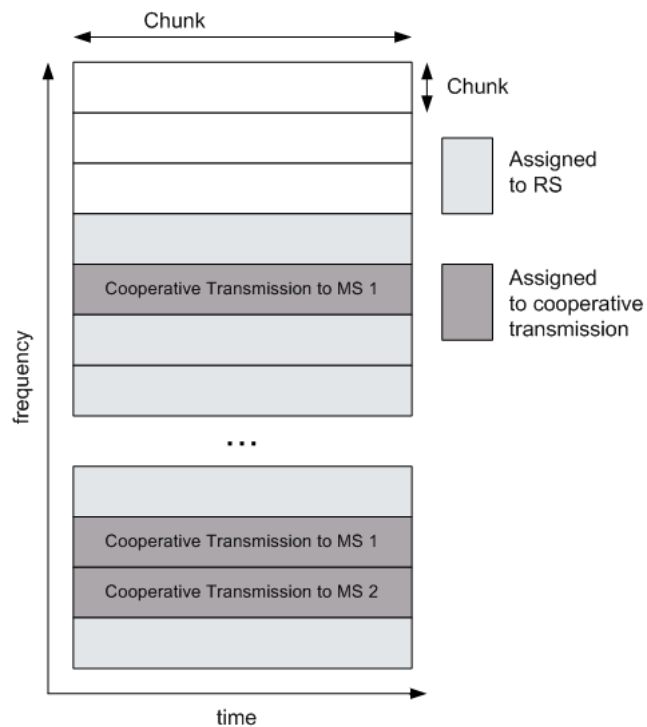 Chunk
Chunk
Assigned
to RS
Cooperative Transmission to MS 1
Assigned
to cooperative
transmission
frequency
...
Cooperative Transmission to MS 1
Cooperative Transmission to MS 2
time